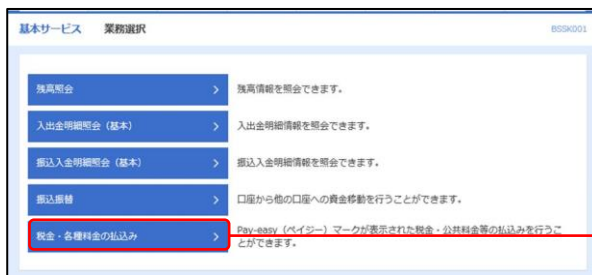 基本サービス 業務選択 BSSK001
残高照会 > 残高情報を照会できます。
入出金明細照会（基本） > 入出金明細情報を照会できます。
振込入金明細照会（基本） > 振込入金明細情報を照会できます。
振込振替 > 口座から他の口座への資金移動を行うことができます。
税金・各種料金の払込み > Pay-easy（ペイジー）マークが表示された税金・公共料金等の払込みを行うこ
とができます。